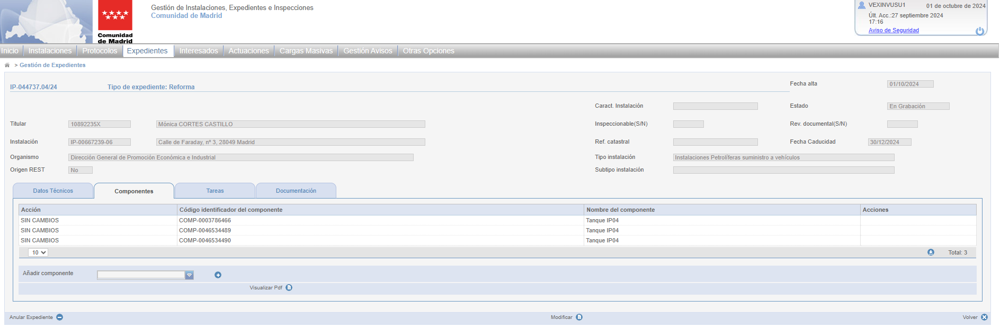 Gestión de Instalaciones, Expedientes e Inspecciones
Comunidad de Madrid
Comunidad
de Madrid
VEXINVUSU1 01 de octubre de 2024
Últ. Acc.:27 septiembre 2024
17:16
Aviso de Seguridad
Inicio Instalaciones Protocolos Expedientes Interesados Actuaciones Cargas Masivas Gestión Avisos Otras Opciones
> Gestión de Expedientes
IP-044737.04/24 Tipo de expediente: Reforma Fecha alta 01/10/2024
Caract. Instalación Estado En Grabación
Titular 10892235X Mónica CORTES CASTILLO Inspeccionable(S/N) Rev. documental(S/N)
Instalación IP-00667239-06 Calle de Faraday, nº 3, 28049 Madrid Ref. catastral Fecha Caducidad 30/12/2024
Organismo Dirección General de Promoción Económica e Industrial Tipo instalación Instalaciones Petrolíferas suministro a vehículos
Origen REST No Subtipo instalación
Datos Técnicos Componentes Tareas Documentación
Acción Código identificador del componente Nombre del componente Acciones
SIN CAMBIOS COMP-0003786466 Tanque IP04
SIN CAMBIOS COMP-0046534489 Tanque IP04
SIN CAMBIOS COMP-0046534490 Tanque IP04
10 Total: 3
Añadir componente
Visualizar Pdf
Anular Expediente Modificar Volver